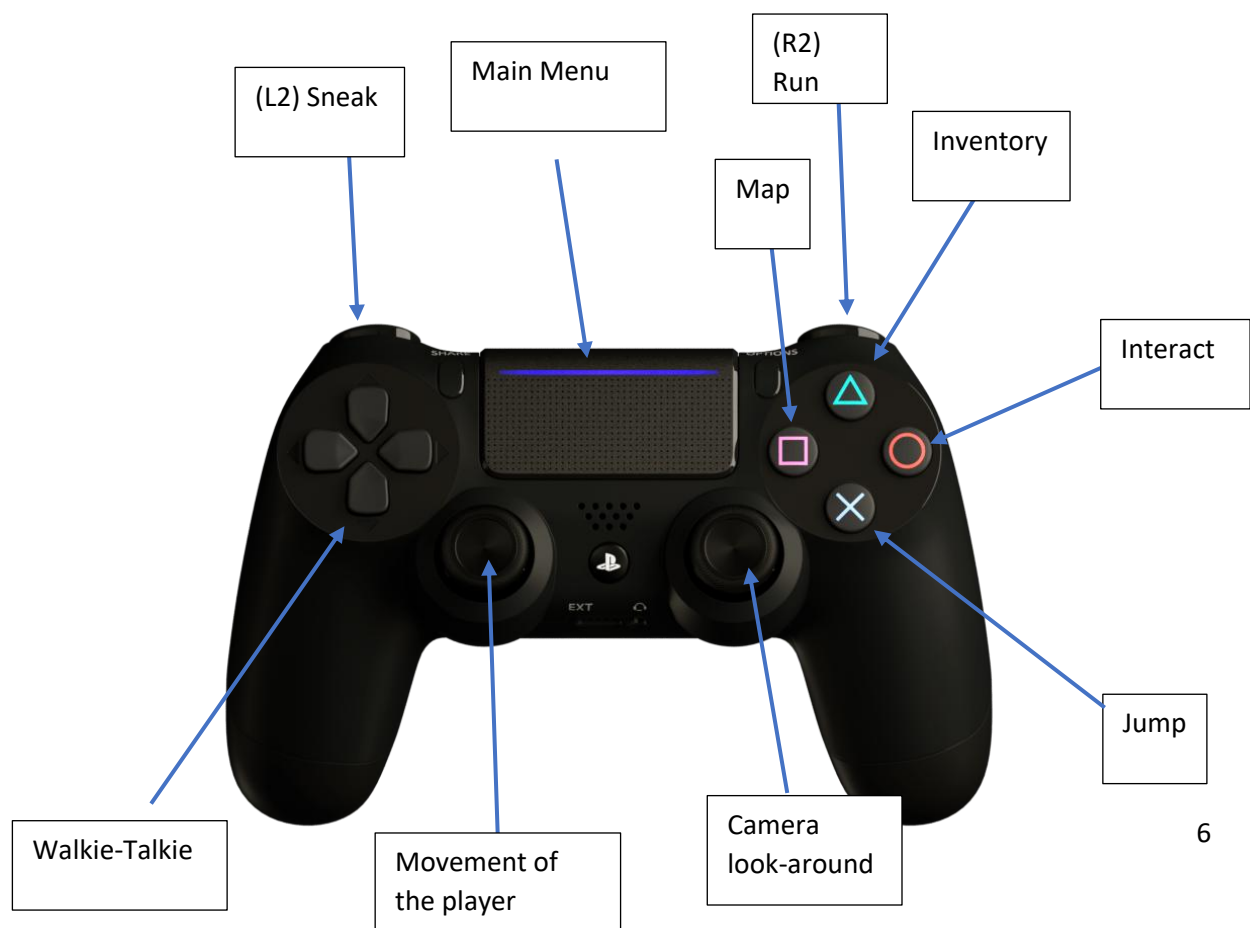 (R2)
Run
Main Menu
(L2) Sneak
Inventory
Map
Interact
SHARE
OPTIONS
EXT
Jump
Camera
look-around
6
Walkie-Talkie
Movement of
the player